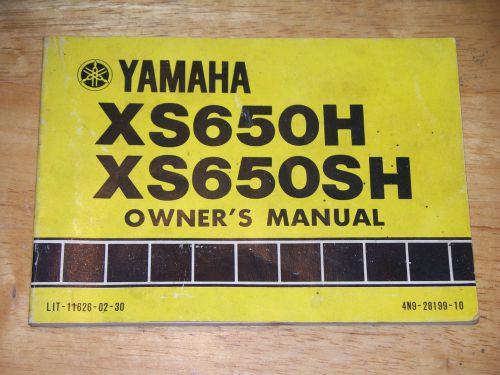 YAMAHA
XS650H
XS650SH
OWNER'S MANUAL
LIT-11626-02-30 4N9-28199-10